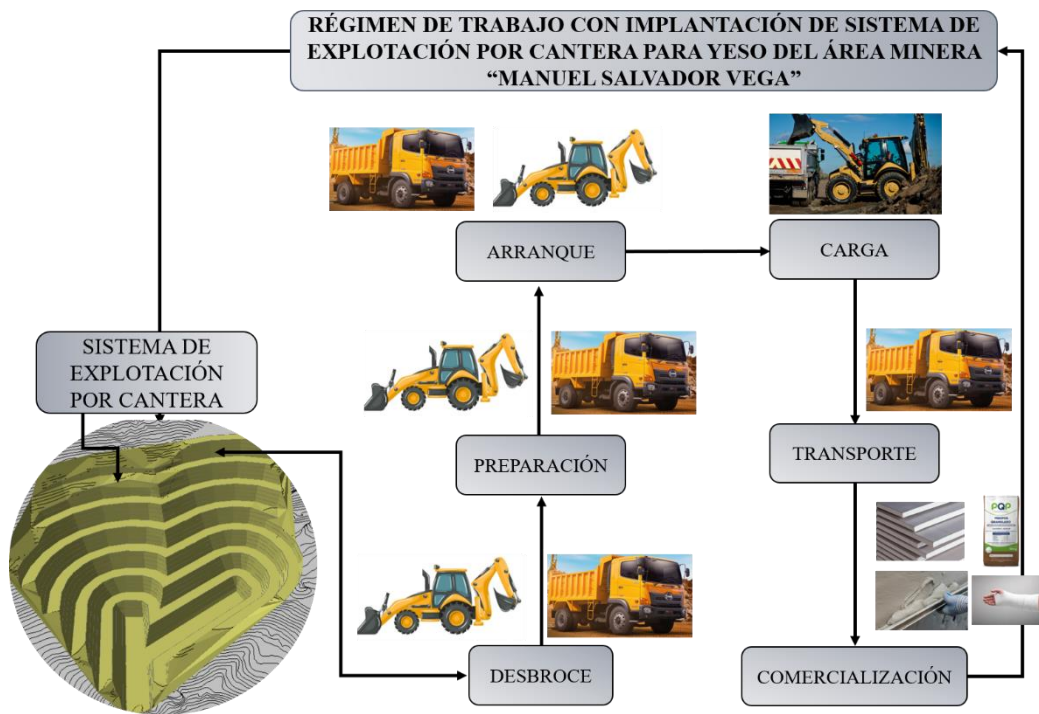 RÉGIMEN DE TRABAJO CON IMPLANTACIÓN DE SISTEMA DE
EXPLOTACIÓN POR CANTERA PARA YESO DEL ÁREA MINERA
“MANUEL SALVADOR VEGA”
ARRANQUE
CARGA
SISTEMA DE
EXPLOTACIÓN
POR CANTERA
PREPARACIÓN
TRANSPORTE
PQP
DESBROCE
COMERCIALIZACIÓN